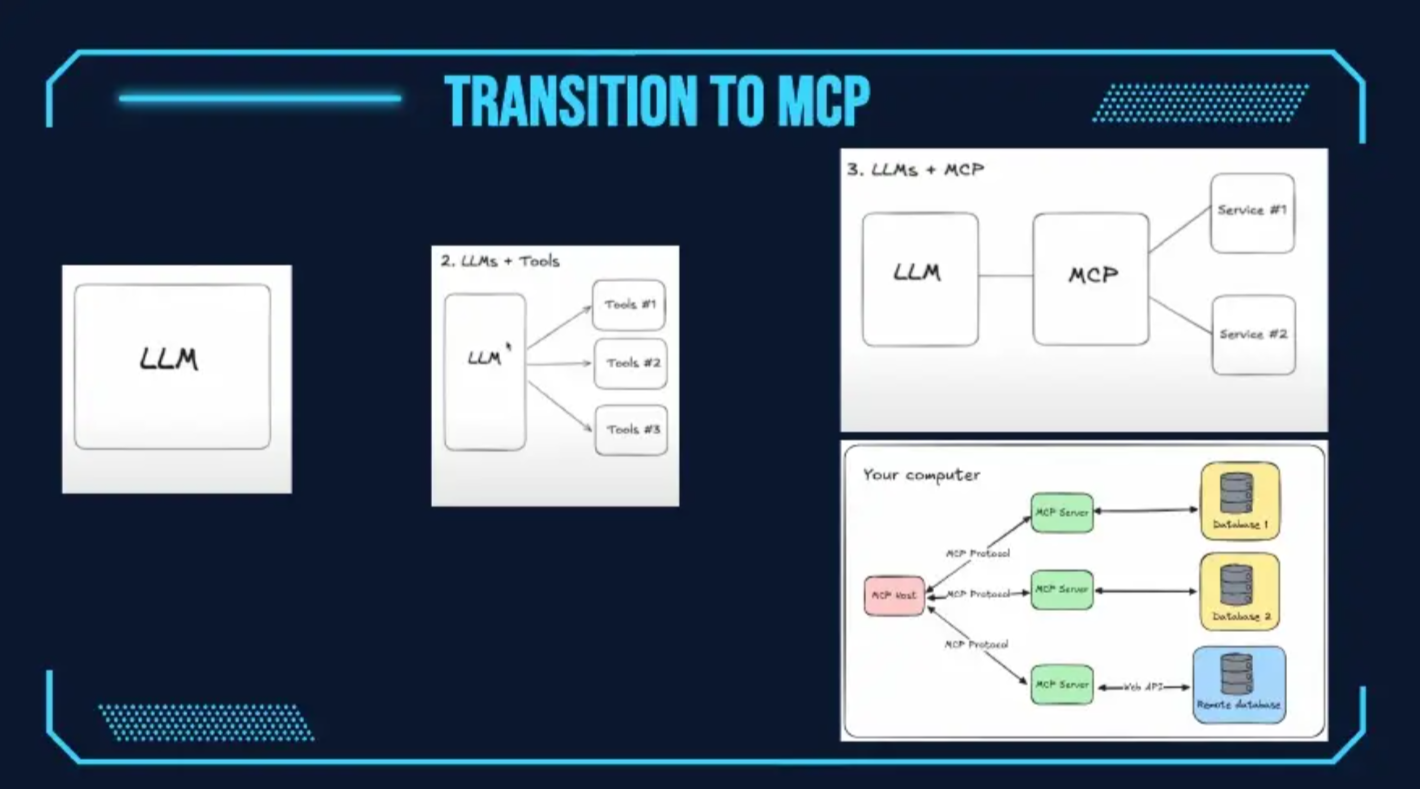 TRANSITION TO MCP
LLM
2. LLMs + Tools
LLM
Tools #1
Tools #2
Tools #3
3. LLMs + MCP
LLM
MCP
Service #1
Service #2
Your computer
MCP Host
MCP Protocol
MCP Protocol
MCP Protocol
MCP Server
MCP Server
MCP Server
Web API
Database 1
Database 2
Remote database